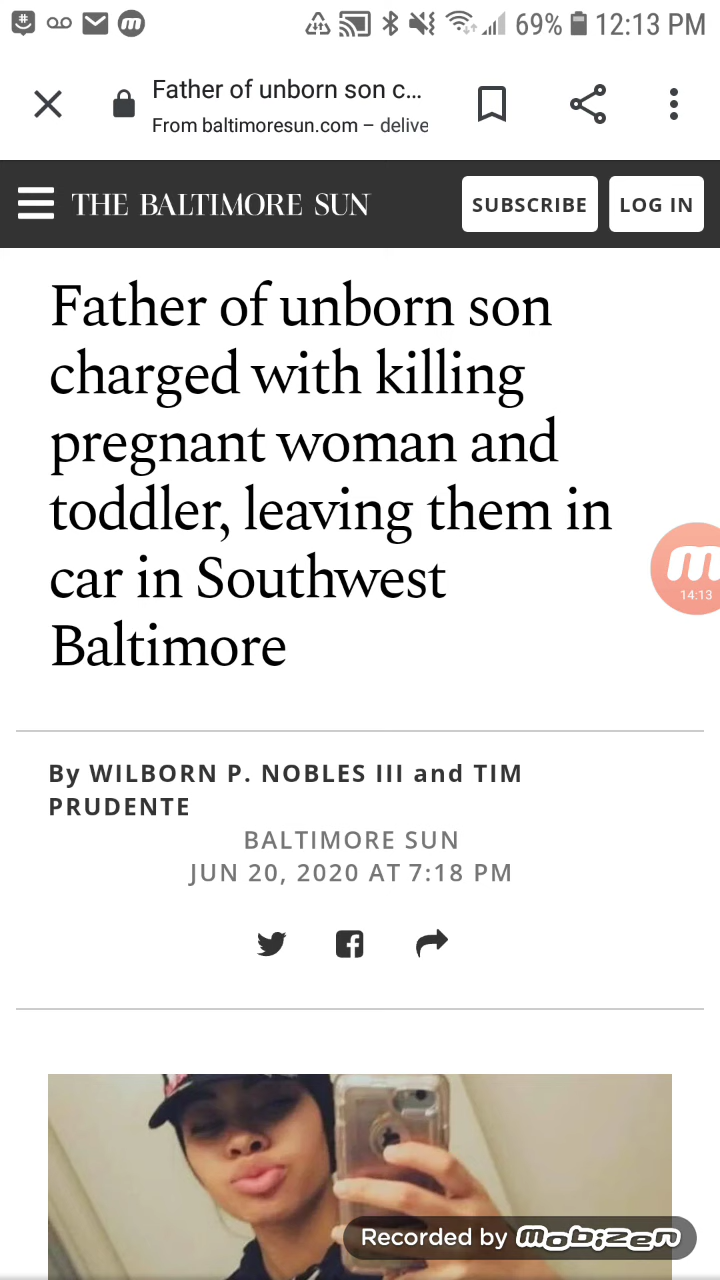 69% 12:13 PM
Father of unborn son c...
From baltimoresun.com – delive
THE BALTIMORE SUN
SUBSCRIBE
LOG IN
Father of unborn son
charged with killing
pregnant woman and
toddler, leaving them in
car in Southwest
Baltimore
m
14:13
By WILBORN P. NOBLES III and TIM
PRUDENTE
BALTIMORE SUN
JUN 20, 2020 AT 7:18 PM
Recorded by mobizen